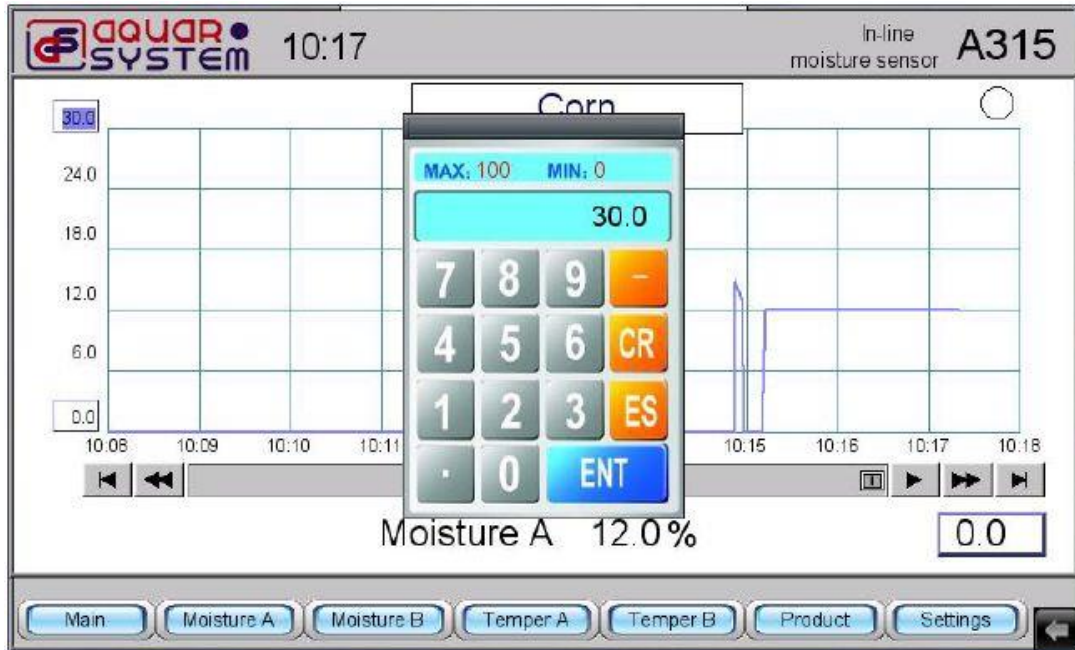 aquar
system
10:17
In-line
moisture sensor
A315
Corn
30.0
24.0
18.0
12.0
6.0
0.0
MAX: 100 MIN: 0
30.0
7 8 9 -
4 5 6 CR
1 2 3 ES
. 0 ENT
10:08 10:09 10:10 10:11 10:15 10:16 10:17 10:18
Moisture A 12.0%
0.0
Main Moisture A Moisture B Temper A Temper B Product Settings